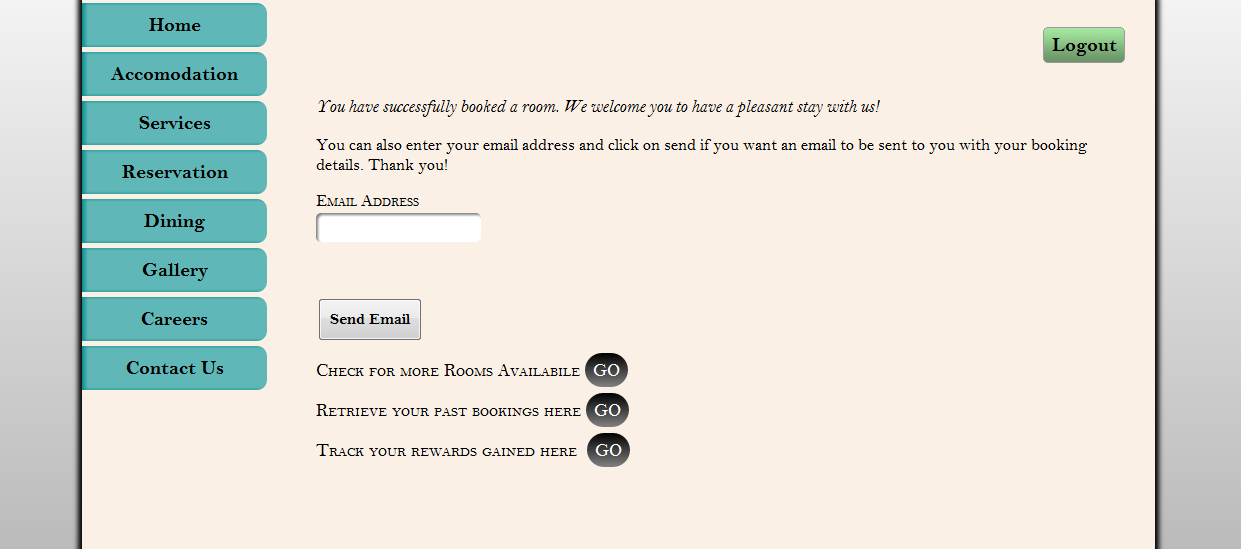 Home
Logout
Accomodation
You have successfully booked a room. We welcome you to have a pleasant stay with us!
Services
You can also enter your email address and click on send if you want an email to be sent to you with your booking
details. Thank you!
Reservation
Email Address
Dining
Gallery
Careers
Send Email
Contact Us
Check for more Rooms Availabile GO
Retrieve your past bookings here GO
Track your rewards gained here GO